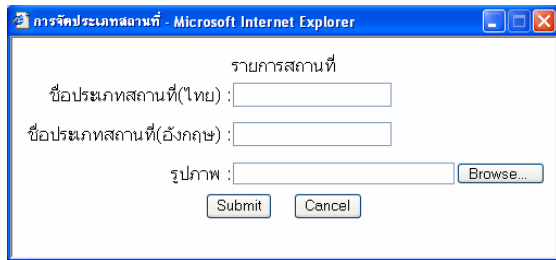 การจัดประเภทสถานที่ - Microsoft Internet Explorer
รายการสถานที่
ชื่อประเภทสถานที่(ไทย) :
ชื่อประเภทสถานที่(อังกฤษ) :
รูปภาพ : Browse...
Submit Cancel